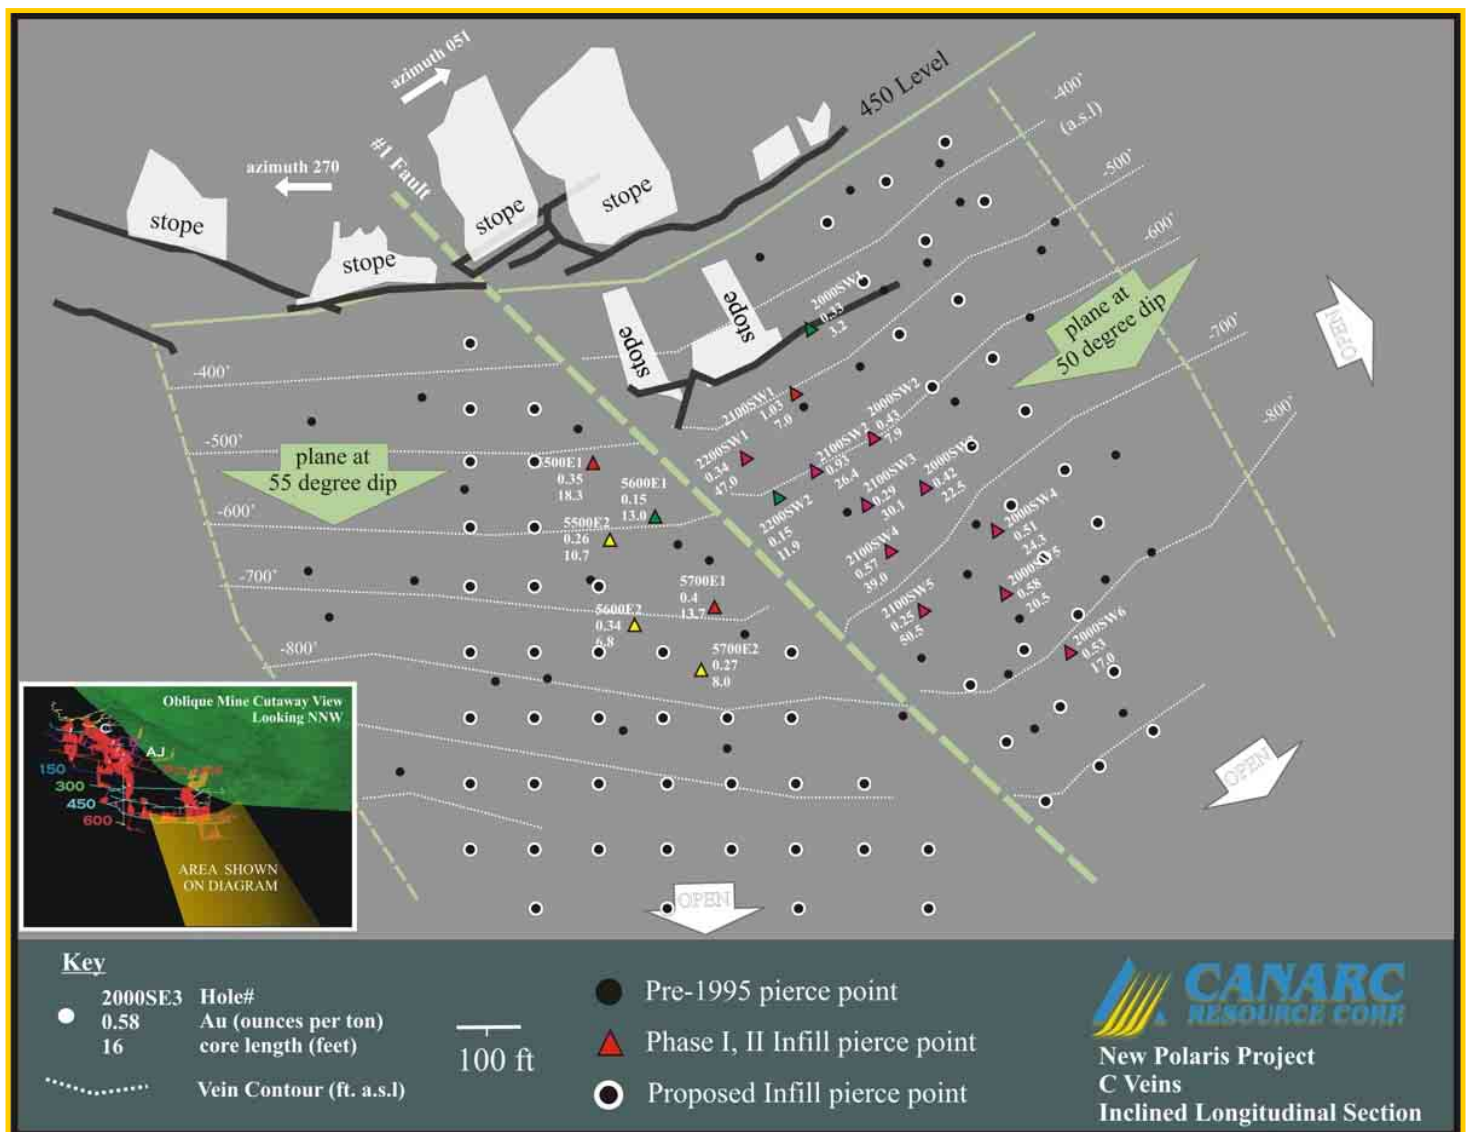 azimuth 051
450 Level
-400'
(a.s.l)
#1 Fault
-500'
azimuth 270
stope
stope
stope
stope
-600'
stope
stope
2000SW1
0.33
3.2
plane at
50 degree dip
OPEN
-700'
-400'
-800'
2100SW1
1.03
7.0
2000SW2
0.43
7.9
-500'
2200SW1
0.34
47.0
2100SW2
0.93
26.4
plane at
55 degree dip
500E1
0.35
18.3
5600E1
0.15
13.0
2100SW3
0.29
30.1
0.42
22.5
-600'
5500E2
0.26
10.7
2200SW2
0.15
11.9
2000SW4
0.51
24.3
2100SW4
0.57
39.0
-700'
5700E1
0.4
13.7
0.58
20.5
5600E2
0.34
6.8
2100SW5
0.25
50.5
2000SW6
0.53
17.0
-800'
5700E2
0.27
8.0
Oblique Mine Cutaway View
Looking NNW
C
AJ
150
300
450
600
AREA SHOWN
ON DIAGRAM
OPEN
OPEN
Key
2000SE3 Hole#
0.58 Au (ounces per ton)
16 core length (feet)
Vein Contour (ft. a.s.l)
100 ft
Pre-1995 pierce point
Phase I, II Infill pierce point
Proposed Infill pierce point
CANARC
RESOURCE CORP.
New Polaris Project
C Veins
Inclined Longitudinal Section